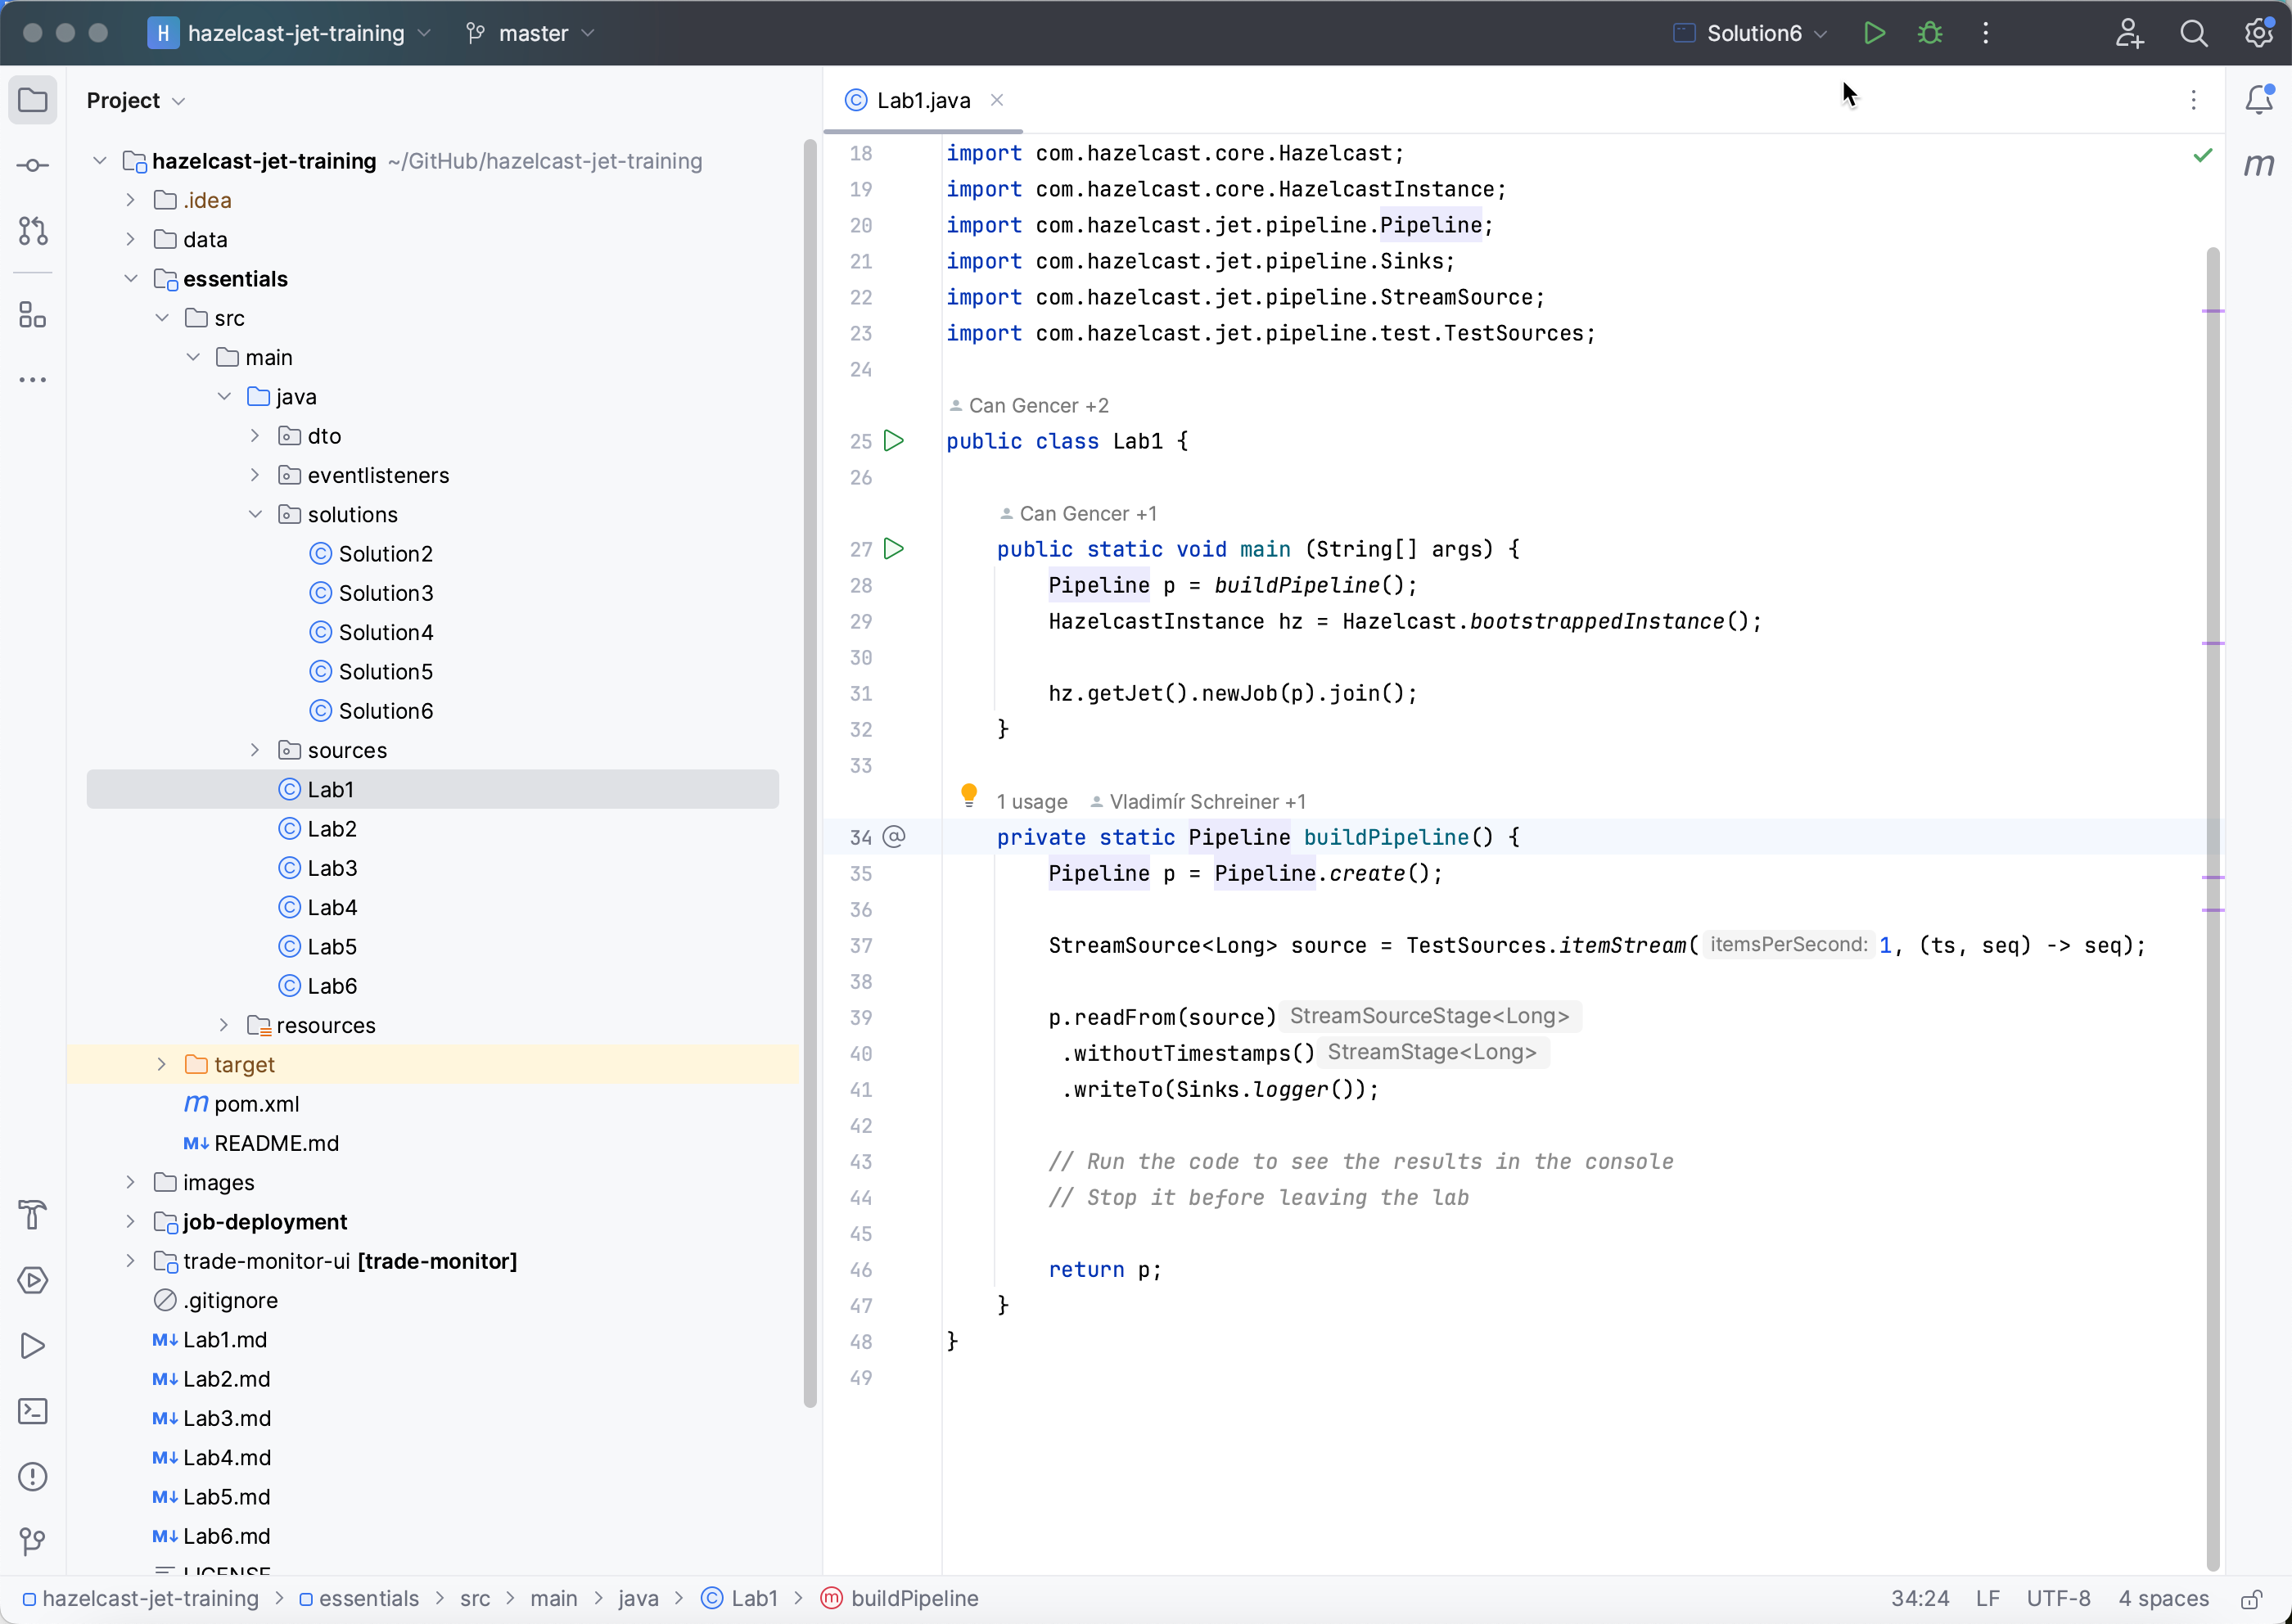 H hazelcast-jet-training master Solution6
Project
Lab1.java
hazelcast-jet-training ~/GitHub/hazelcast-jet-training
.idea
data
essentials
src
main
java
dto
eventlisteners
solutions
Solution2
Solution3
Solution4
Solution5
Solution6
sources
Lab1
Lab2
Lab3
Lab4
Lab5
Lab6
resources
target
pom.xml
README.md
images
job-deployment
trade-monitor-ui [trade-monitor]
.gitignore
Lab1.md
Lab2.md
Lab3.md
Lab4.md
Lab5.md
Lab6.md
LICENSE
18 import com.hazelcast.core.Hazelcast;
19 import com.hazelcast.core.HazelcastInstance;
20 import com.hazelcast.jet.pipeline.Pipeline;
21 import com.hazelcast.jet.pipeline.Sinks;
22 import com.hazelcast.jet.pipeline.StreamSource;
23 import com.hazelcast.jet.pipeline.test.TestSources;
24
Can Gencer +2
25 public class Lab1 {
26
Can Gencer +1
27 public static void main (String[] args) {
28 Pipeline p = buildPipeline();
29 HazelcastInstance hz = Hazelcast.bootstrappedInstance();
30
31 hz.getJet().newJob(p).join();
32 }
33
1 usage Vladimír Schreiner +1
34 @ private static Pipeline buildPipeline() {
35 Pipeline p = Pipeline.create();
36
37 StreamSource<Long> source = TestSources.itemStream( itemsPerSecond: 1, (ts, seq) -> seq);
38
39 p.readFrom(source) StreamSourceStage<Long>
40 .withoutTimestamps() StreamStage<Long>
41 .writeTo(Sinks.logger());
42
43 // Run the code to see the results in the console
44 // Stop it before leaving the lab
45
46 return p;
47 }
48 }
49
hazelcast-jet-training > essentials > src > main > java > Lab1 > buildPipeline
34:24 LF UTF-8 4 spaces